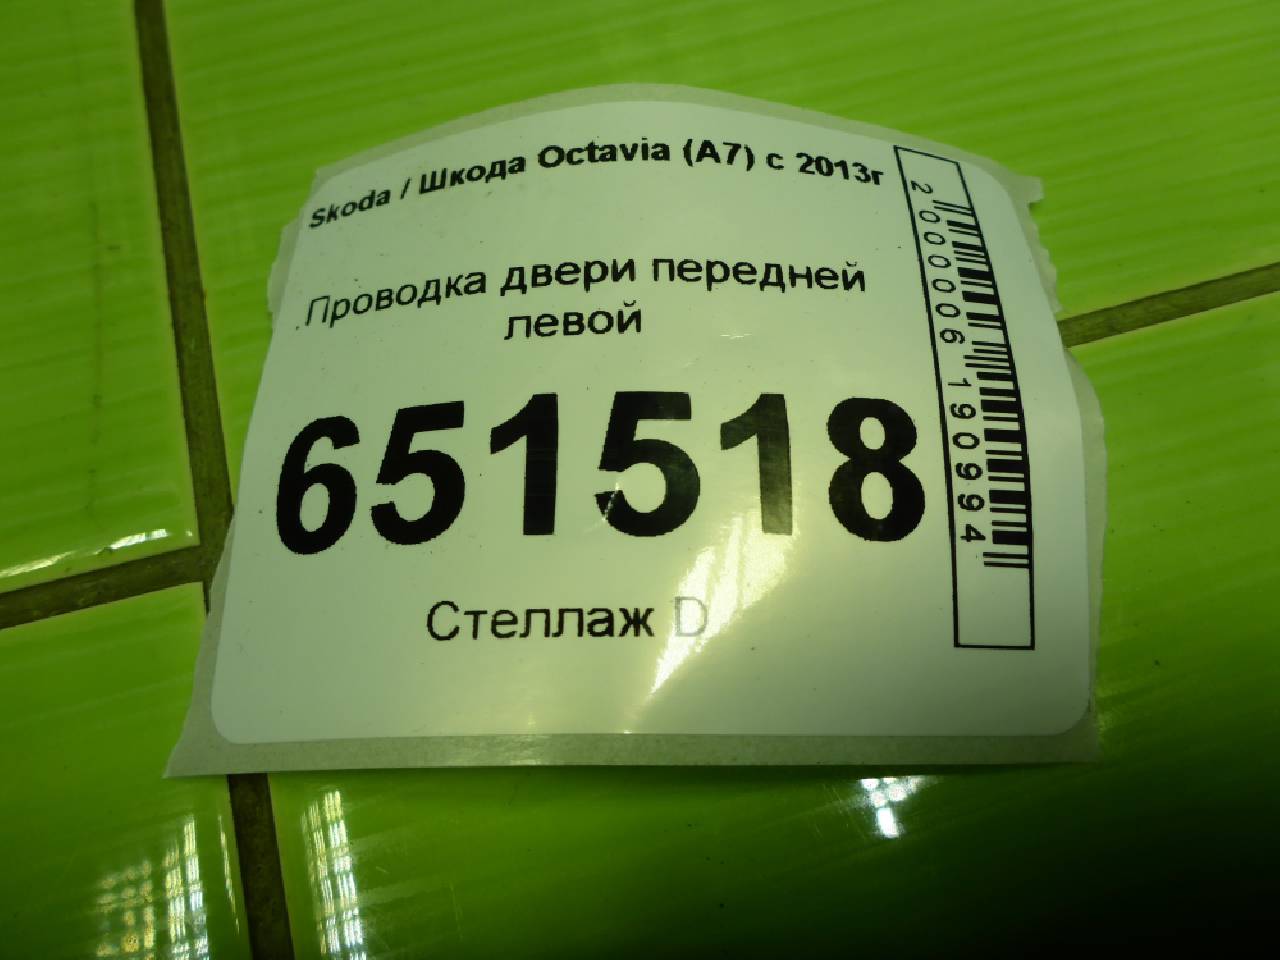 Skoda / Шкода Octavia (A7) с 2013г
Проводка двери передней
левой
651518
Стеллаж D
2000006190994